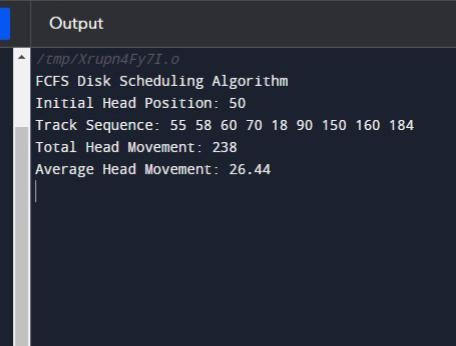 Output
/tmp/Xrupn4Fy7I.o
FCFS Disk Scheduling Algorithm
Initial Head Position: 50
Track Sequence: 55 58 60 70 18 90 150 160 184
Total Head Movement: 238
Average Head Movement: 26.44